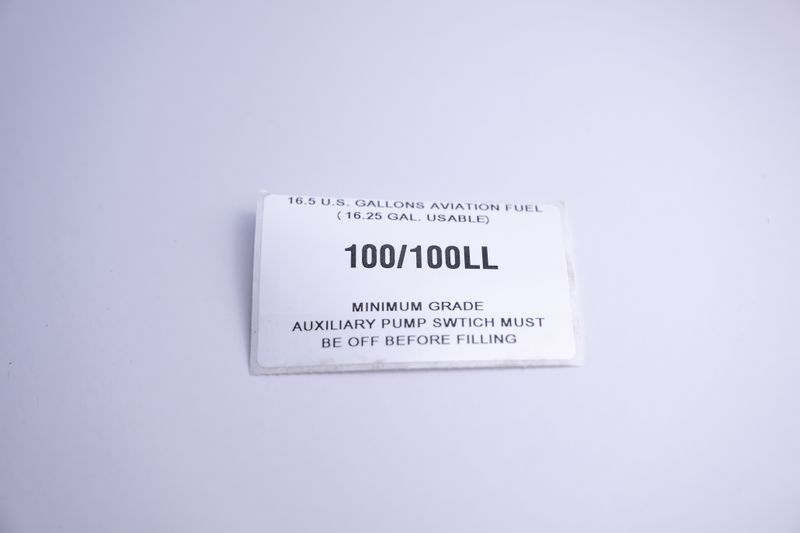 16.5 U.S. GALLONS AVIATION FUEL
( 16.25 GAL. USABLE)
100/100LL
MINIMUM GRADE
AUXILIARY PUMP SWTICH MUST
BE OFF BEFORE FILLING